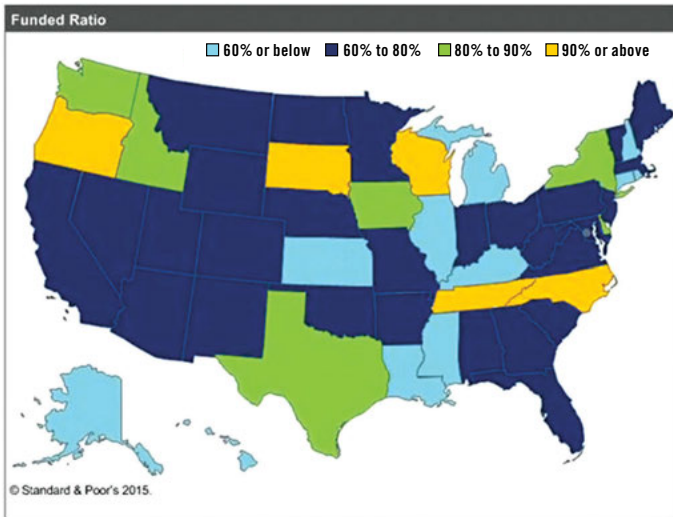 Funded Ratio
60% or below 60% to 80% 80% to 90% 90% or above
© Standard & Poor's 2015.